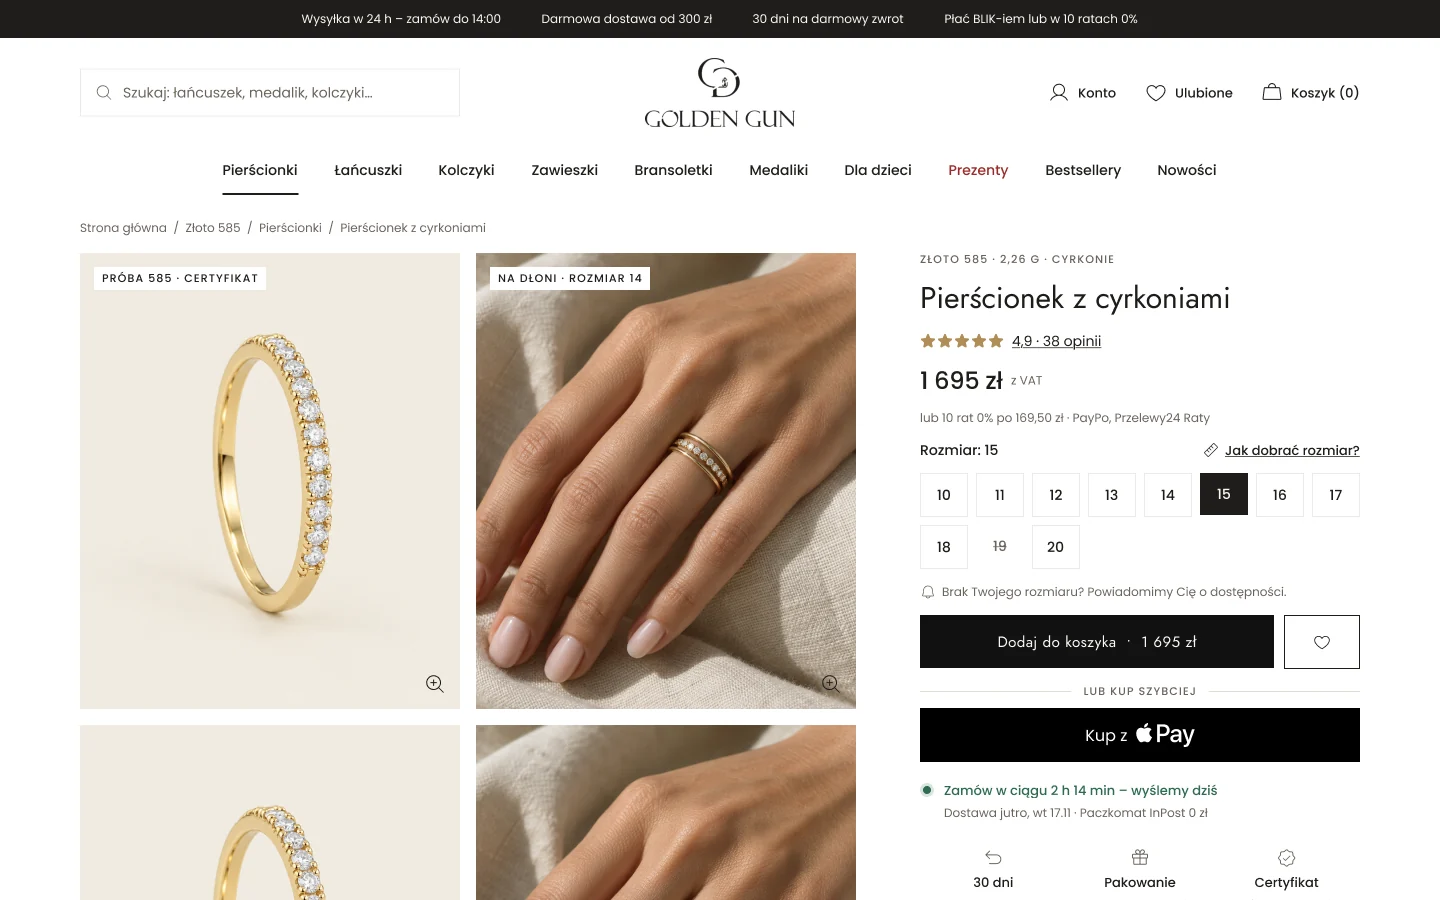 Wysyłka w 24 h – zamów do 14:00 Darmowa dostawa od 300 zł 30 dni na darmowy zwrot Płać BLIK-iem lub w 10 ratach 0%
Szukaj: łańcuszek, medalik, kolczyki...
GOLDEN GUN
Konto Ulubione Koszyk (0)
Pierścionki Łańcuszki Kolczyki Zawieszki Bransoletki Medaliki Dla dzieci Prezenty Bestsellery Nowości
Strona główna / Złoto 585 / Pierścionki / Pierścionek z cyrkoniami
PRÓBA 585 · CERTYFIKAT
NA DŁONI · ROZMIAR 14
ZŁOTO 585 · 2,26 G · CYRKONIE
Pierścionek z cyrkoniami
4,9 · 38 opinii
1 695 zł z VAT
lub 10 rat 0% po 169,50 zł · PayPo, Przelewy24 Raty
Rozmiar: 15 Jak dobrać rozmiar?
10 11 12 13 14 15 16 17
18 19 20
Brak Twojego rozmiaru? Powiadomimy Cię o dostępności.
Dodaj do koszyka · 1 695 zł
LUB KUP SZYBCIEJ
Kup z Pay
Zamów w ciągu 2 h 14 min – wyślemy dziś
Dostawa jutro, wt 17.11 · Paczkomat InPost 0 zł
30 dni Pakowanie Certyfikat